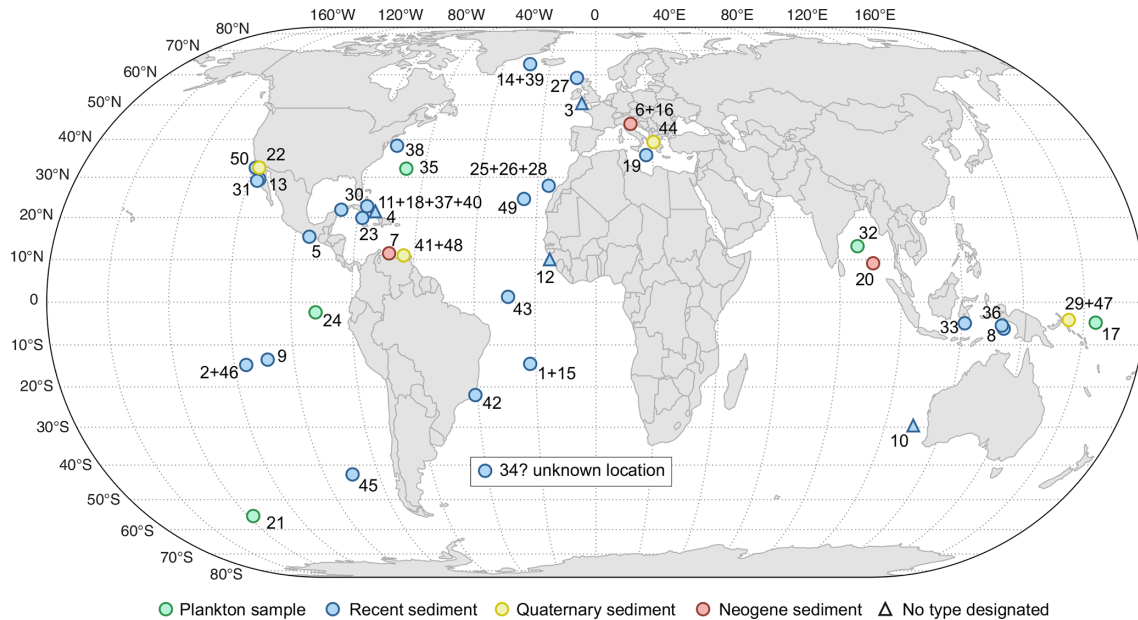 160°W 120°W 80°W 40°W 0 40°E 80°E 120°E 160°E
80°N
70°N
60°N
50°N
40°N
30°N
20°N
10°N
0
10°S
20°S
30°S
40°S
50°S
60°S
70°S
80°S
14+39
27
3
6+16
44
38
50
22
35
25+26+28
19
31
13
30
11+18+37+40
49
4
23
32
5
7
41+48
12
20
43
29+47
36
24
33
8
17
9
2+46
1+15
42
10
34? unknown location
45
21
Plankton sample Recent sediment Quaternary sediment Neogene sediment No type designated